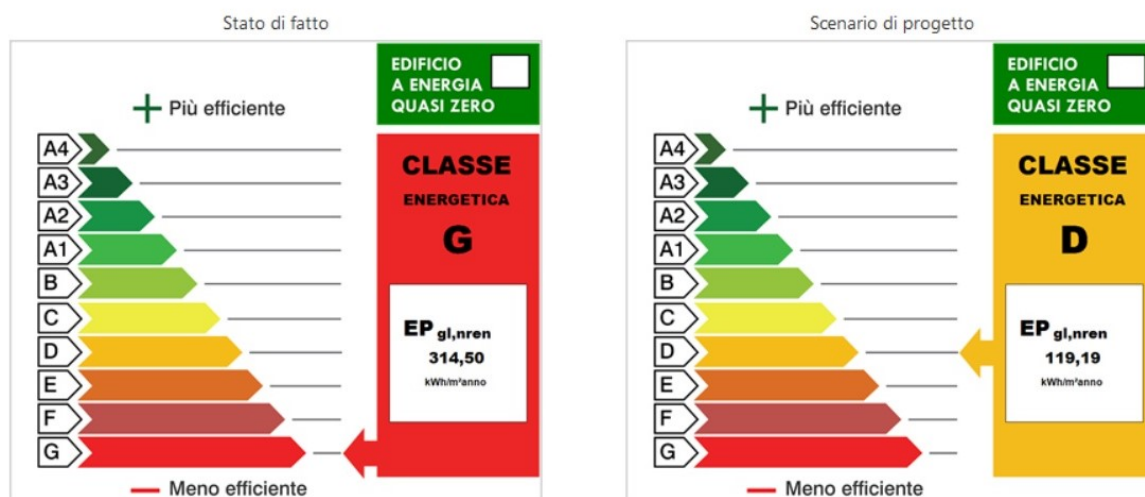 Stato di fatto
EDIFICIO
A ENERGIA
QUASI ZERO
Più efficiente
A4
A3
A2
A1
B
C
D
E
F
G
Meno efficiente
CLASSE
ENERGETICA
G
EP gl,nren
314,50
kWh/m²anno
Scenario di progetto
EDIFICIO
A ENERGIA
QUASI ZERO
Più efficiente
A4
A3
A2
A1
B
C
D
E
F
G
Meno efficiente
CLASSE
ENERGETICA
D
EP gl,nren
119,19
kWh/m²anno